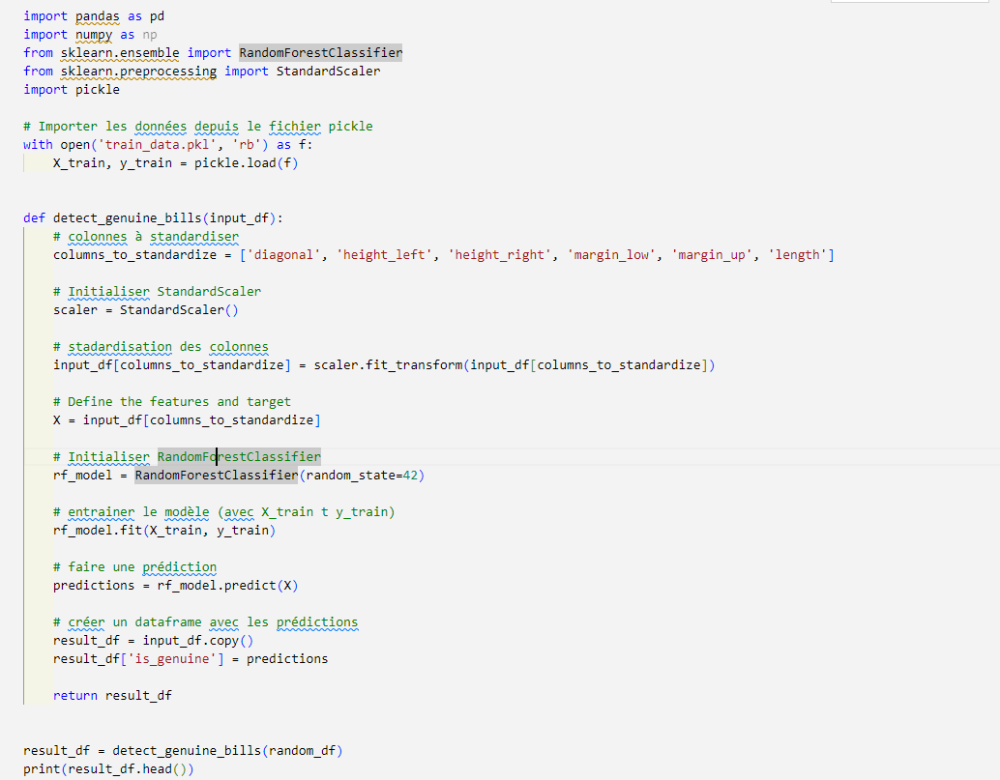 import pandas as pd
import numpy as np
from sklearn.ensemble import RandomForestClassifier
from sklearn.preprocessing import StandardScaler
import pickle
# Importer les données depuis le fichier pickle
with open('train_data.pkl', 'rb') as f:
    X_train, y_train = pickle.load(f)
def detect_genuine_bills(input_df):
    # colonnes à standardiser
    columns_to_standardize = ['diagonal', 'height_left', 'height_right', 'margin_low', 'margin_up', 'length']
    # Initialiser StandardScaler
    scaler = StandardScaler()
    # stadardisation des colonnes
    input_df[columns_to_standardize] = scaler.fit_transform(input_df[columns_to_standardize])
    # Define the features and target
    X = input_df[columns_to_standardize]
    # Initialiser RandomForestClassifier
    rf_model = RandomForestClassifier(random_state=42)
    # entrainer le modèle (avec X_train t y_train)
    rf_model.fit(X_train, y_train)
    # faire une prédiction
    predictions = rf_model.predict(X)
    # créer un dataframe avec les prédictions
    result_df = input_df.copy()
    result_df['is_genuine'] = predictions
    return result_df
result_df = detect_genuine_bills(random_df)
print(result_df.head())